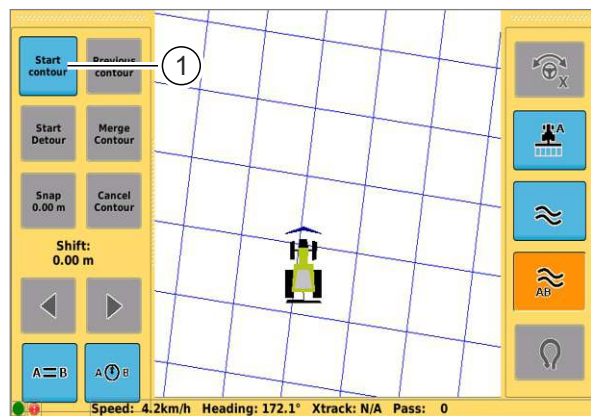 Start
contour
Previous
contour
1
Start
Detour
Merge
Contour
Snap
0.00 m
Cancel
Contour
Shift:
0.00 m
A B
A B
X
A
AB
Speed: 4.2km/h Heading: 172.1° Xtrack: N/A Pass: 0